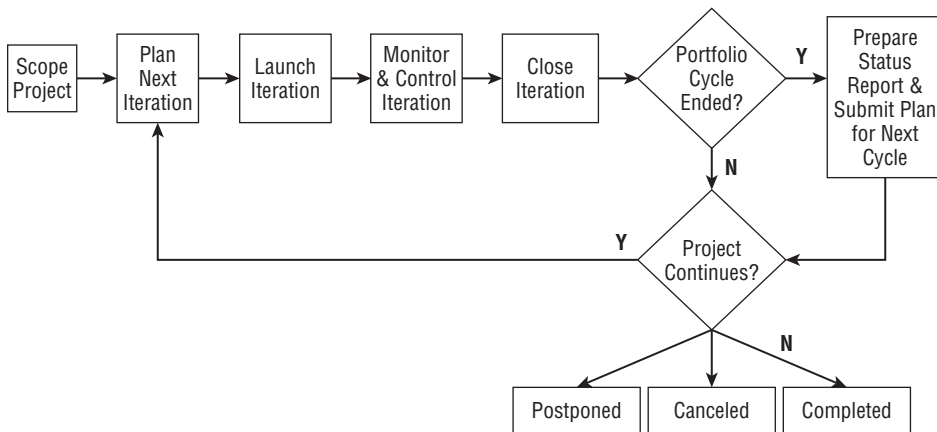 Scope
Project
Plan
Next
Iteration
Launch
Iteration
Monitor
& Control
Iteration
Close
Iteration
Portfolio
Cycle
Ended?
Y
Prepare
Status
Report &
Submit Plan
for Next
Cycle
N
Y
Project
Continues?
N
Postponed
Canceled
Completed